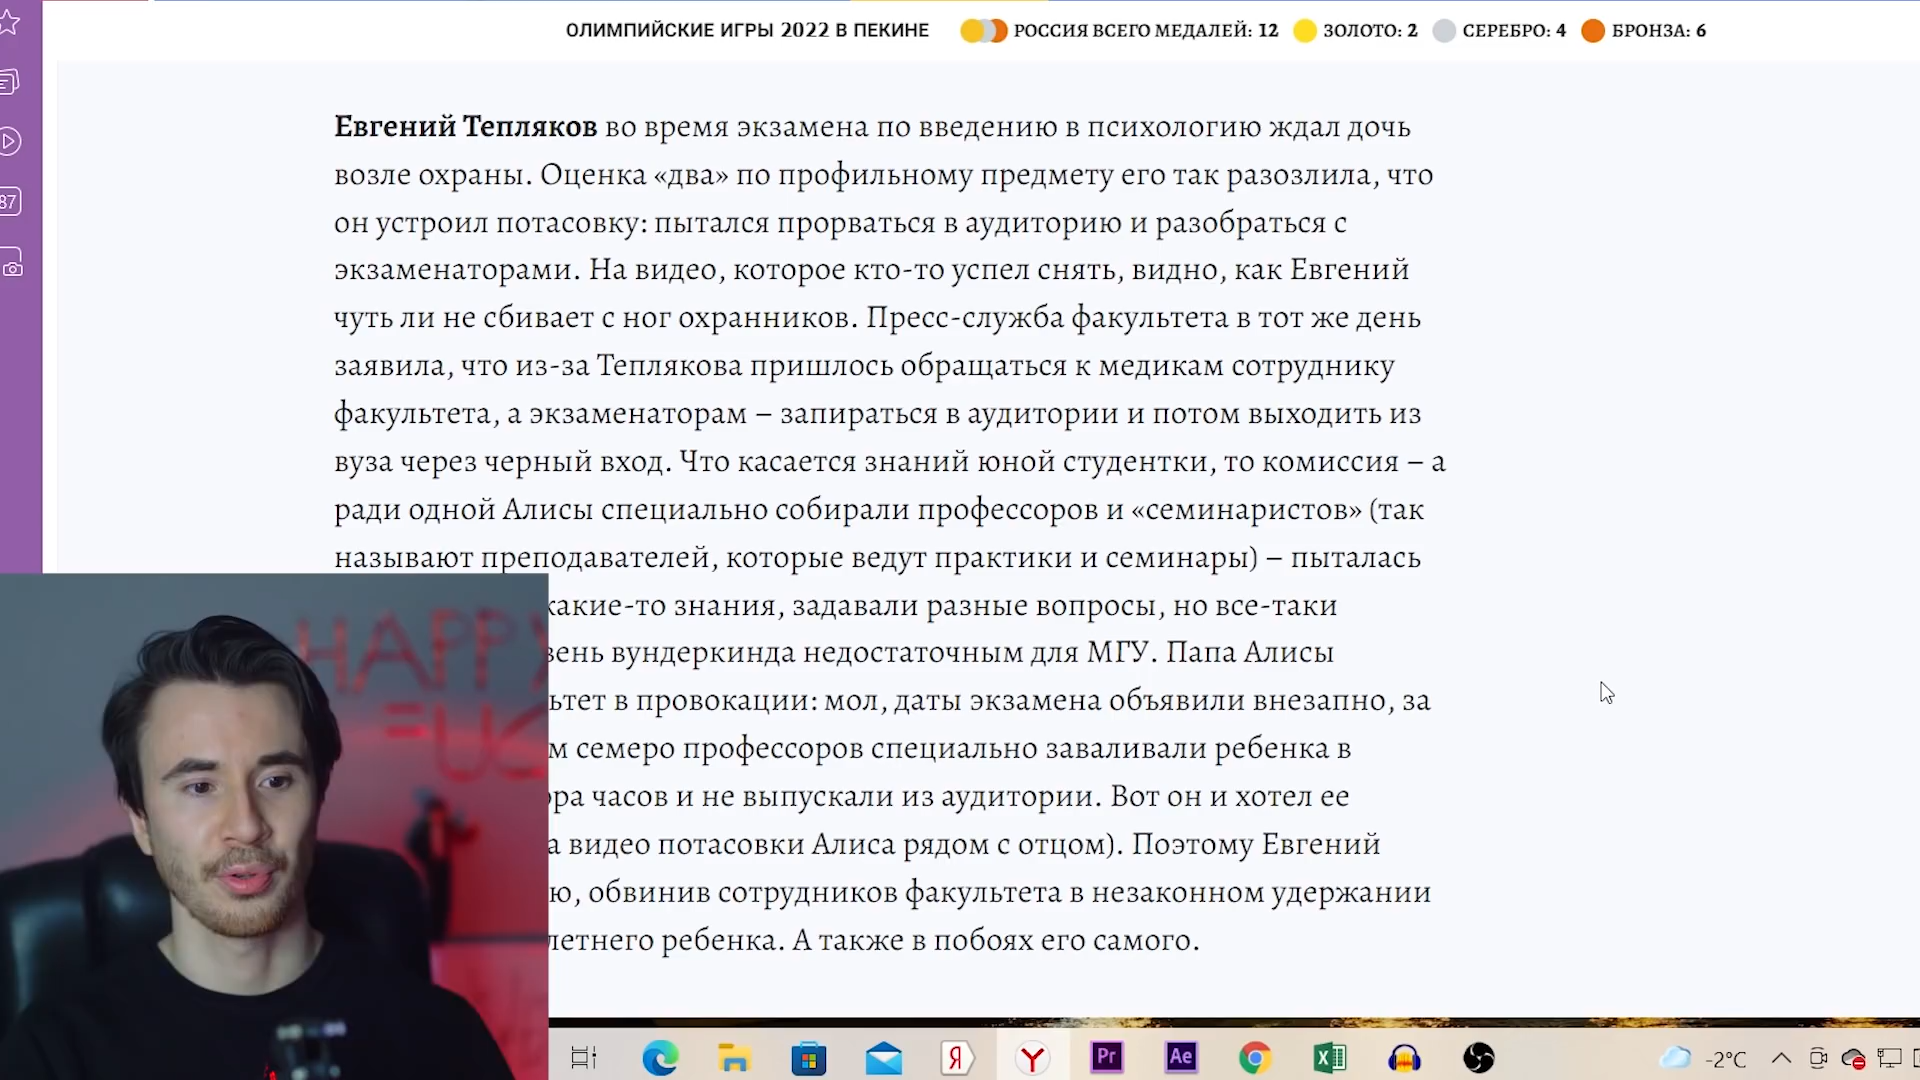 ОЛИМПИЙСКИЕ ИГРЫ 2022 В ПЕКИНЕ РОССИЯ ВСЕГО МЕДАЛЕЙ: 12 ЗОЛОТО: 2 СЕРЕБРО: 4 БРОНЗА: 6
Евгений Тепляков во время экзамена по введению в психологию ждал дочь
возле охраны. Оценка «два» по профильному предмету его так разозлила, что
он устроил потасовку: пытался прорваться в аудиторию и разобраться с
экзаменаторами. На видео, которое кто-то успел снять, видно, как Евгений
чуть ли не сбивает с ног охранников. Пресс-служба факультета в тот же день
заявила, что из-за Теплякова пришлось обращаться к медикам сотруднику
факультета, а экзаменаторам – запираться в аудитории и потом выходить из
вуза через черный вход. Что касается знаний юной студентки, то комиссия – а
ради одной Алисы специально собирали профессоров и «семинаристов» (так
называют преподавателей, которые ведут практики и семинары) – пыталась
какие-то знания, задавали разные вопросы, но все-таки
вень вундеркинда недостаточным для МГУ. Папа Алисы
ьтет в провокации: мол, даты экзамена объявили внезапно, за
м семеро профессоров специально заваливали ребенка в
ора часов и не выпускали из аудитории. Вот он и хотел ее
а видео потасовки Алиса рядом с отцом). Поэтому Евгений
ю, обвинив сотрудников факультета в незаконном удержании
летнего ребенка. А также в побоях его самого.
87
HAPPY
Я
Pr
Ae
-2°C